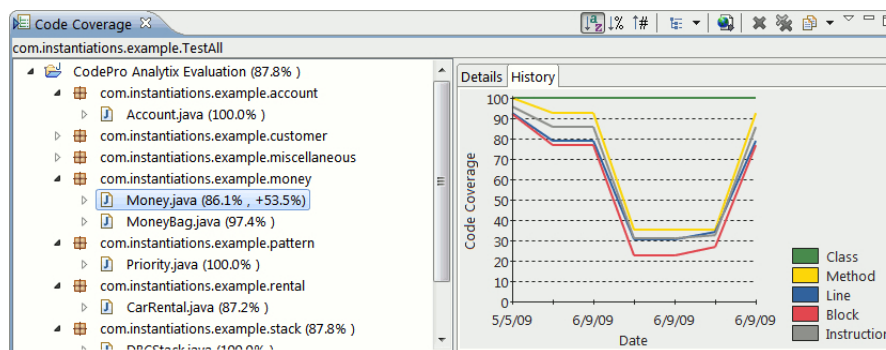 Code Coverage
com.instantiations.example.TestAll
CodePro Analytix Evaluation (87.8% )
com.instantiations.example.account
Account.java (100.0% )
com.instantiations.example.customer
com.instantiations.example.miscellaneous
com.instantiations.example.money
Money.java (86.1% , +53.5%)
MoneyBag.java (97.4% )
com.instantiations.example.pattern
Priority.java (100.0% )
com.instantiations.example.rental
CarRental.java (87.2% )
com.instantiations.example.stack (87.8% )
DBCStack.java (100.0% )
Details History
Code Coverage
100
90
80
70
60
50
40
30
20
10
0
5/5/09 6/9/09 6/9/09 6/9/09
Date
Class
Method
Line
Block
Instruction